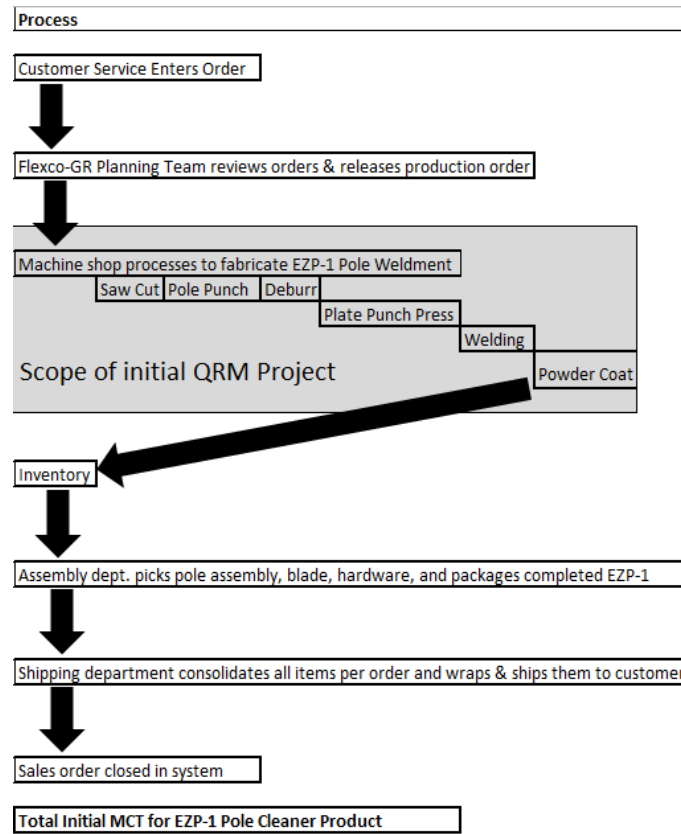 Process
Customer Service Enters Order
Flexco-GR Planning Team reviews orders & releases production order
Machine shop processes to fabricate EZP-1 Pole Weldment
Saw Cut Pole Punch Deburr
Plate Punch Press
Welding
Scope of initial QRM Project
Powder Coat
Inventory
Assembly dept. picks pole assembly, blade, hardware, and packages completed EZP-1
Shipping department consolidates all items per order and wraps & ships them to customer
Sales order closed in system
Total Initial MCT for EZP-1 Pole Cleaner Product